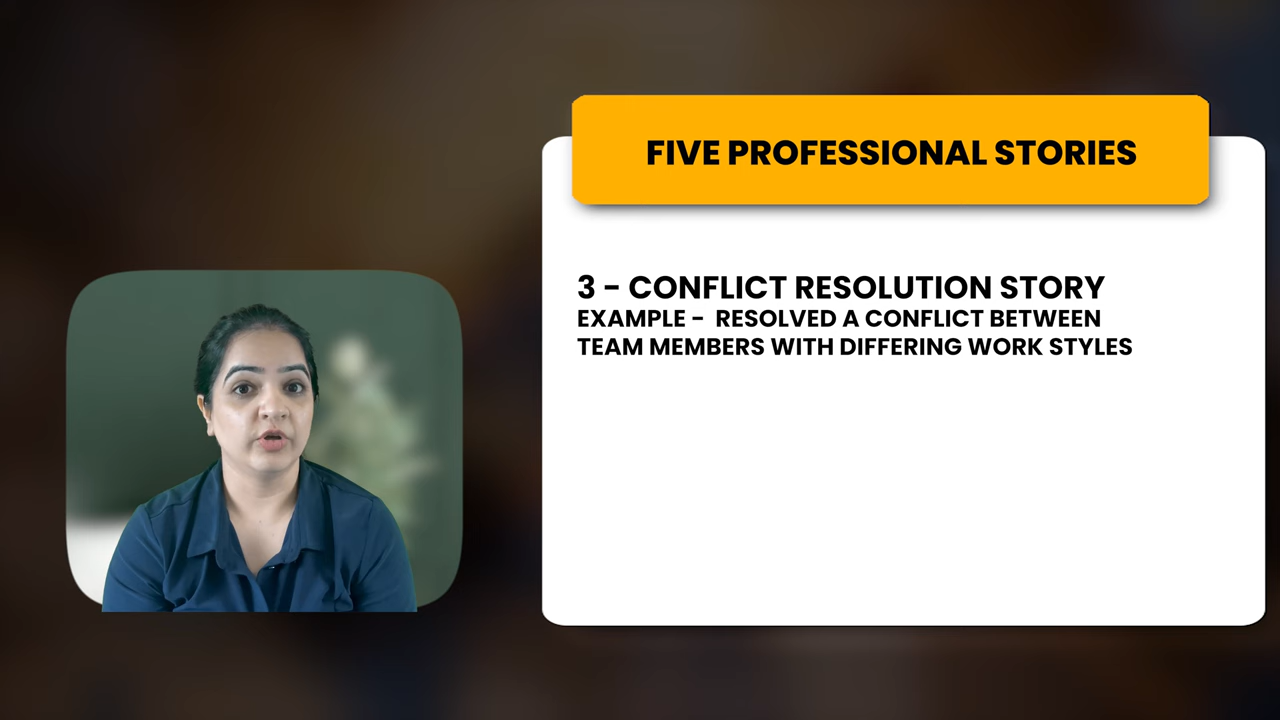 FIVE PROFESSIONAL STORIES
3 - CONFLICT RESOLUTION STORY
EXAMPLE - RESOLVED A CONFLICT BETWEEN
TEAM MEMBERS WITH DIFFERING WORK STYLES